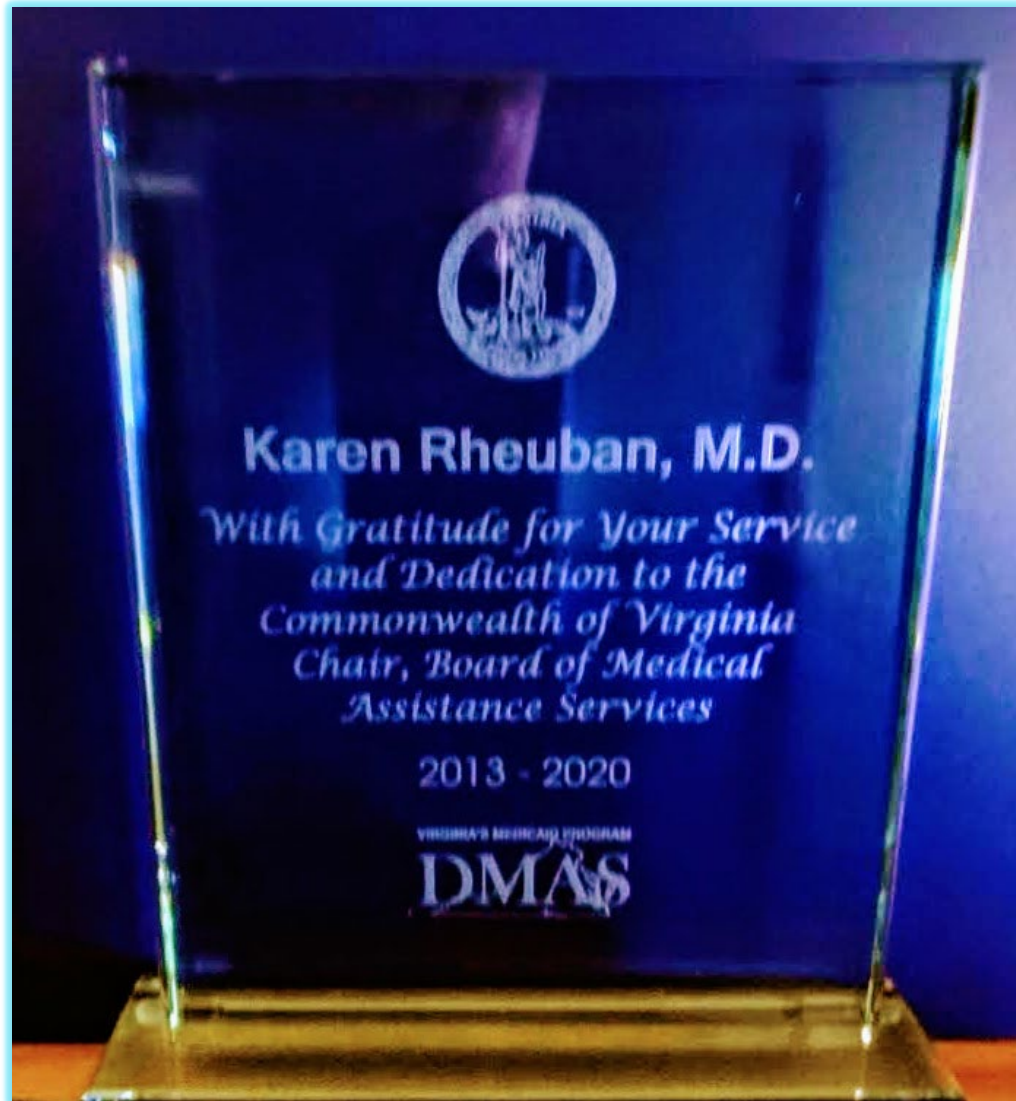 Karen Rheuban, M.D.
With Gratitude for Your Service
and Dedication to the
Commonwealth of Virginia
Chair, Board of Medical
Assistance Services
2013 - 2020
VIRGINIA'S MEDICAID PROGRAM
DMAS